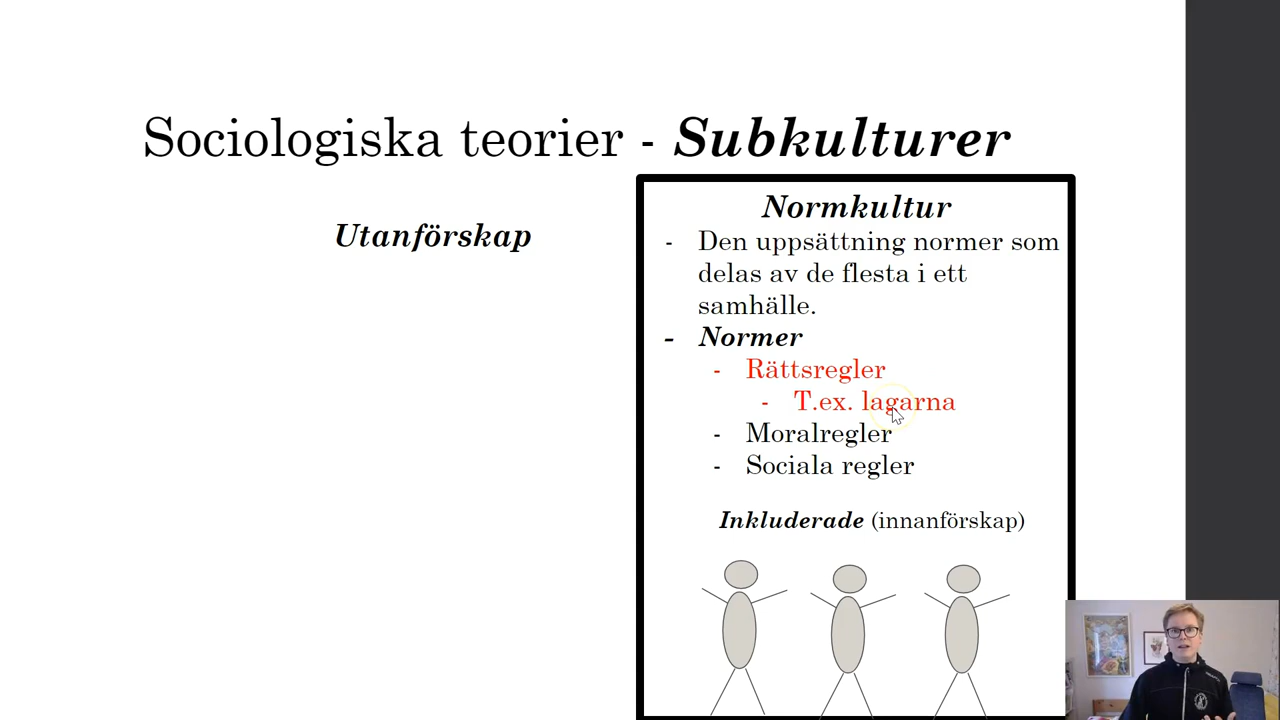 Sociologiska teorier - Subkulturer
Utanförskap
Normkultur
- Den uppsättning normer som
delas av de flesta i ett
samhälle.
- Normer
- Rättsregler
- T.ex. lagarna
- Moralregler
- Sociala regler
Inkluderade (innanförskap)